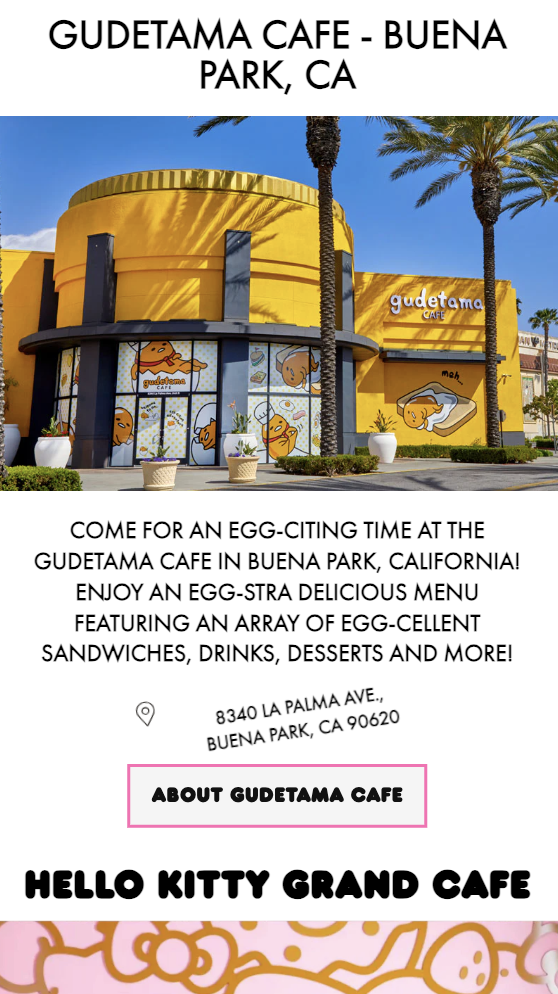 GUDETAMA CAFE - BUENA
PARK, CA
gudetama
CAFE
meh..
gudetama
CAFE
COME FOR AN EGG-CITING TIME AT THE
GUDETAMA CAFE IN BUENA PARK, CALIFORNIA!
ENJOY AN EGG-STRA DELICIOUS MENU
FEATURING AN ARRAY OF EGG-CELLENT
SANDWICHES, DRINKS, DESSERTS AND MORE!
8340 LA PALMA AVE.,
BUENA PARK, CA 90620
ABOUT GUDETAMA CAFE
HELLO KITTY GRAND CAFE